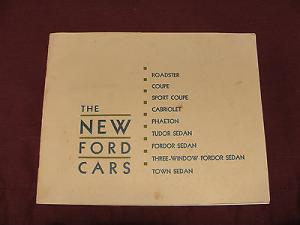 THE
NEW
FORD
CARS
ROADSTER
COUPE
SPORT COUPE
CABRIOLET
PHAETON
TUDOR SEDAN
FORDOR SEDAN
THREE-WINDOW FORDOR SEDAN
TOWN SEDAN